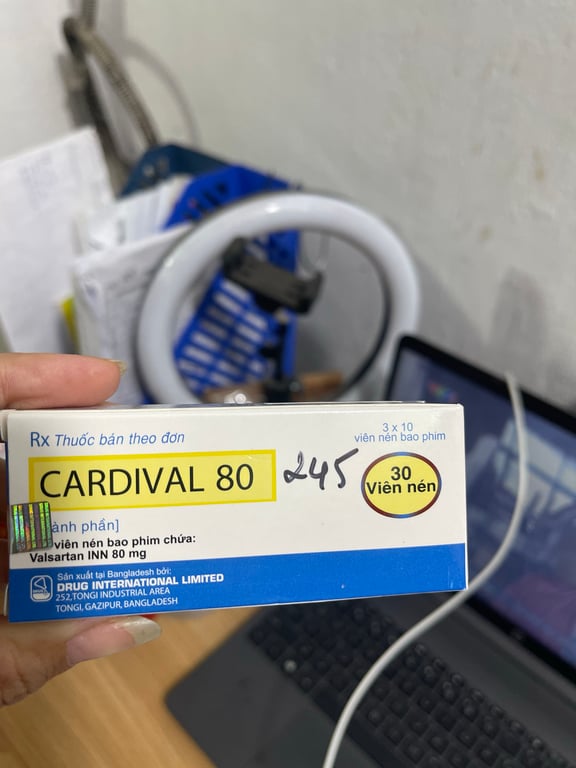 Rx Thuốc bán theo đơn
3 x 10
viên nén bao phim
CARDIVAL 80
245
30
Viên nén
ành phần]
viên nén bao phim chứa:
Valsartan INN 80 mg
Sản xuất tại Bangladesh bởi:
DRUG INTERNATIONAL LIMITED
252,TONGI INDUSTRIAL AREA
TONGI, GAZIPUR, BANGLADESH